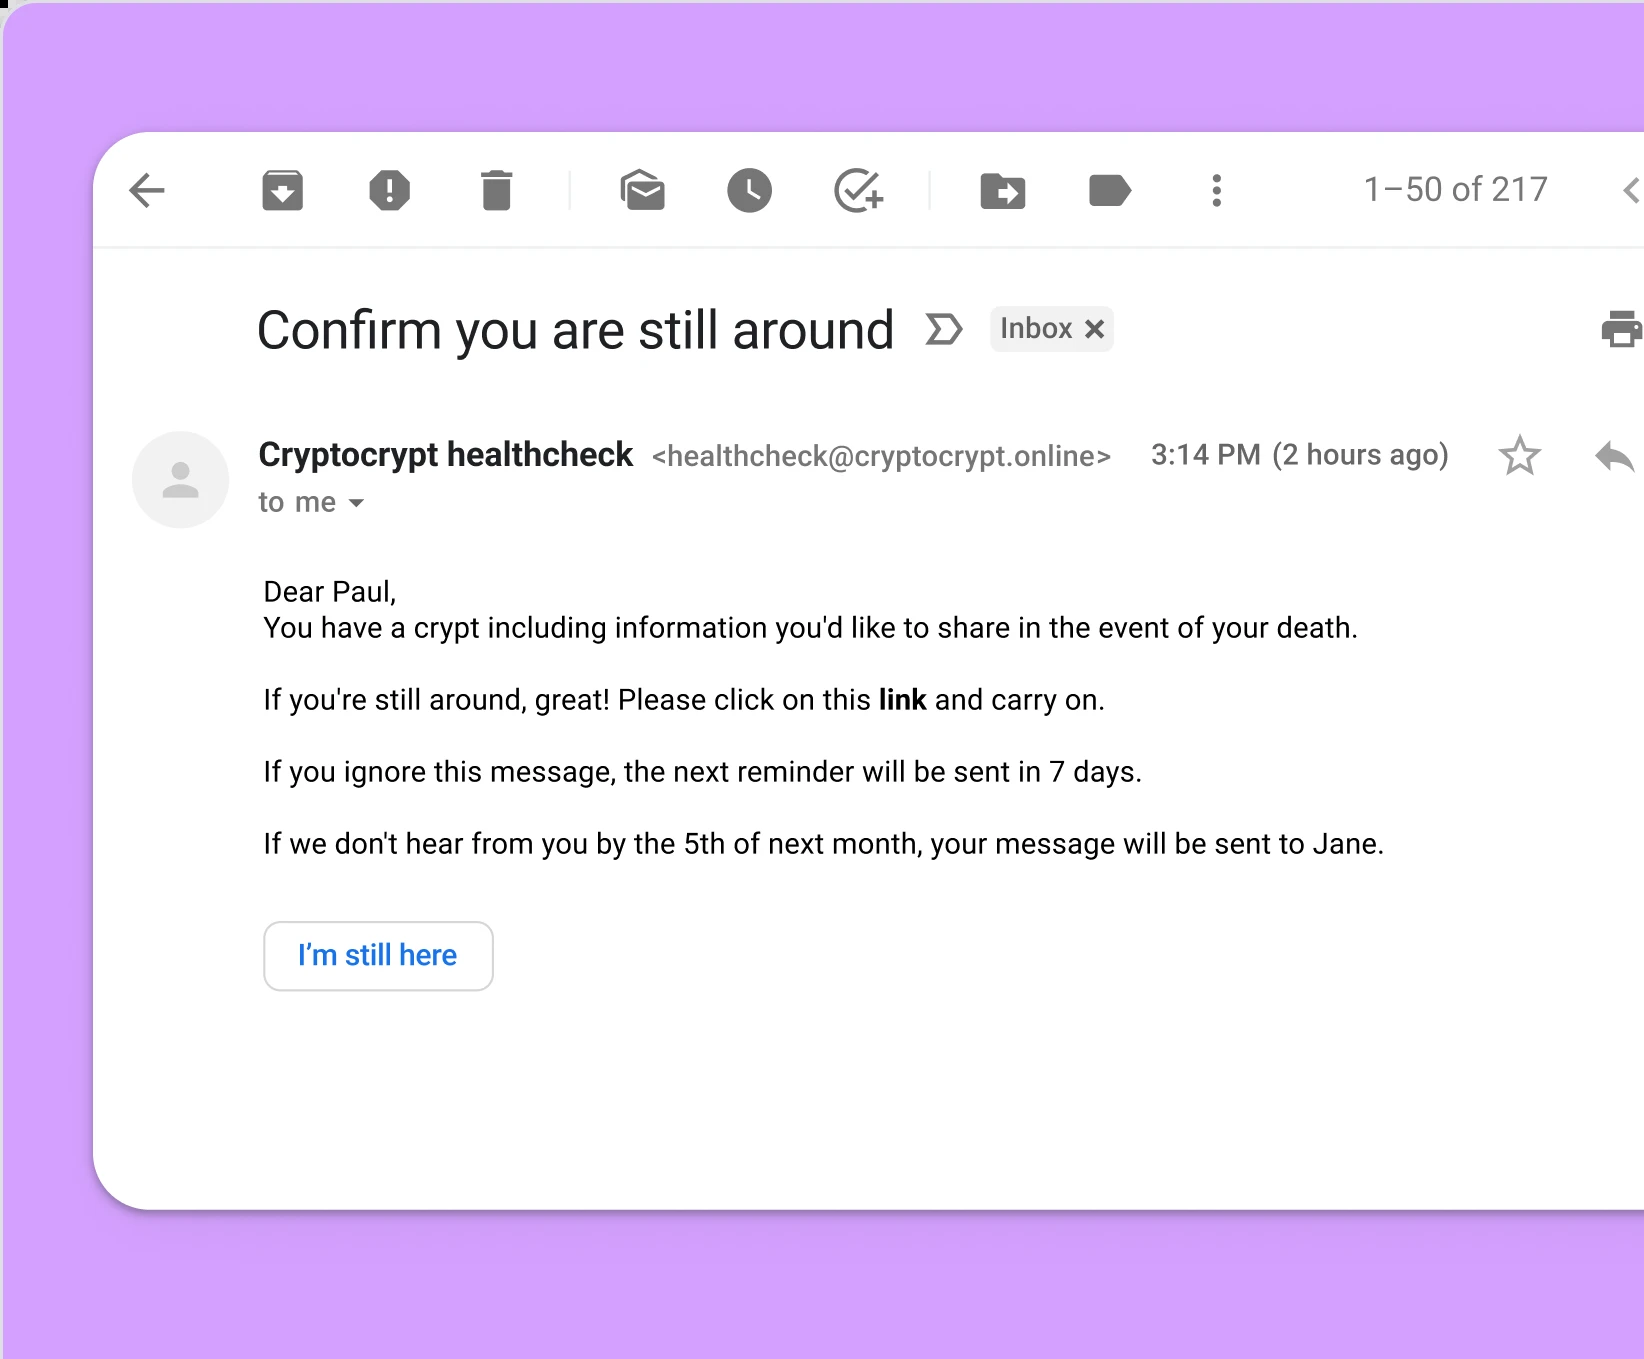 1–50 of 217
Confirm you are still around Inbox
Cryptocrypt healthcheck <healthcheck@cryptocrypt.online> 3:14 PM (2 hours ago)
to me
Dear Paul,
You have a crypt including information you'd like to share in the event of your death.
If you're still around, great! Please click on this link and carry on.
If you ignore this message, the next reminder will be sent in 7 days.
If we don't hear from you by the 5th of next month, your message will be sent to Jane.
I’m still here